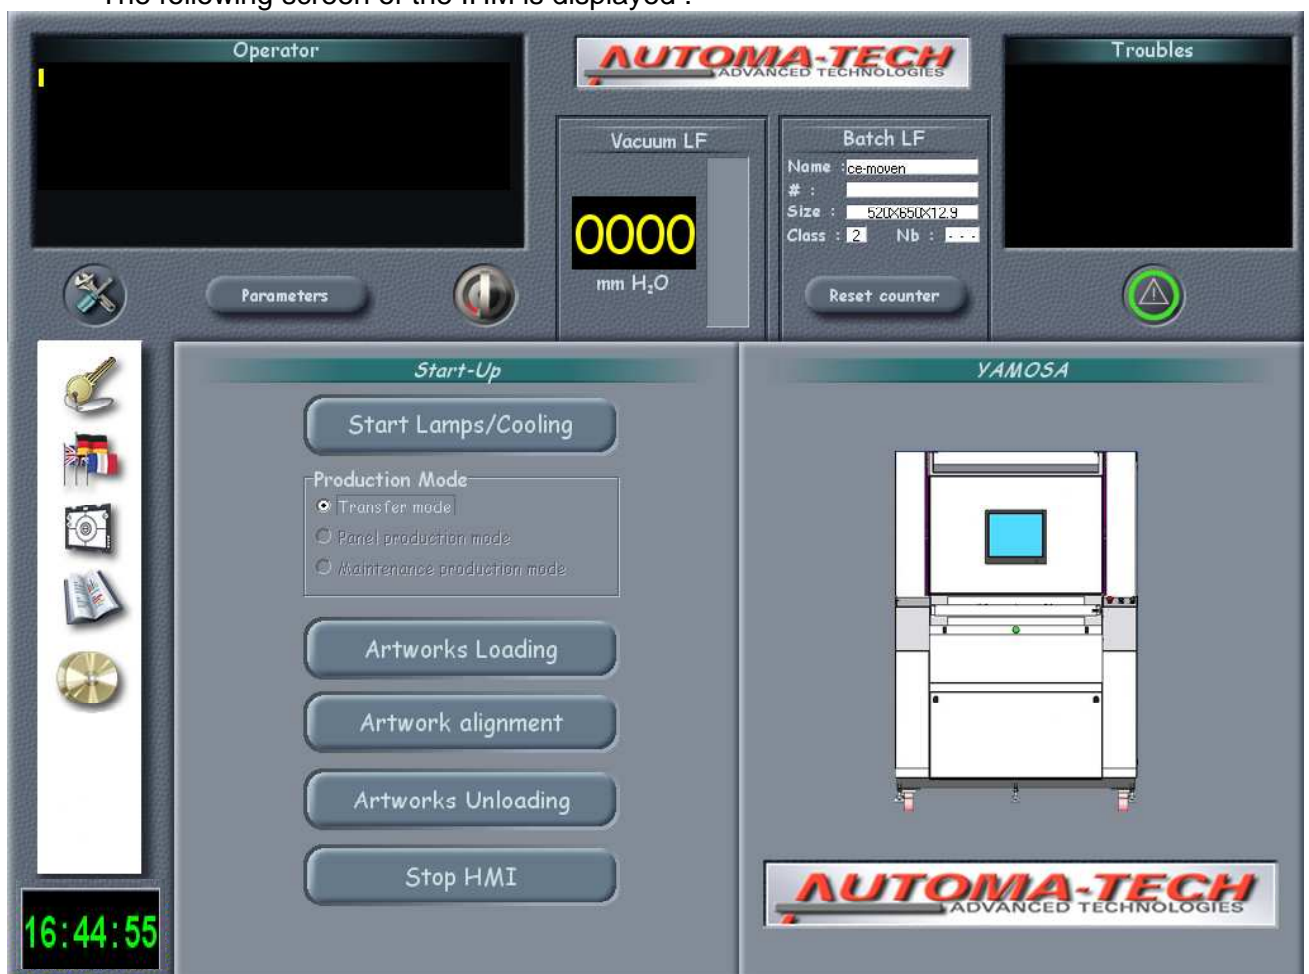 The following screen of the IHM is displayed :
Operator
AUTOMA-TECH
ADVANCED TECHNOLOGIES
Troubles
Vacuum LF
0000
mm H₂O
Batch LF
Name : ce-moyen
# :
Size : 520X650X12.9
Class : 2 Nb : - - -
Parameters
Reset counter
Start-Up
YAMOSA
Start Lamps/Cooling
Production Mode
Transfer mode
Panel production mode
Maintenance production mode
Artworks Loading
Artwork alignment
Artworks Unloading
Stop HMI
AUTOMA-TECH
ADVANCED TECHNOLOGIES
16:44:55